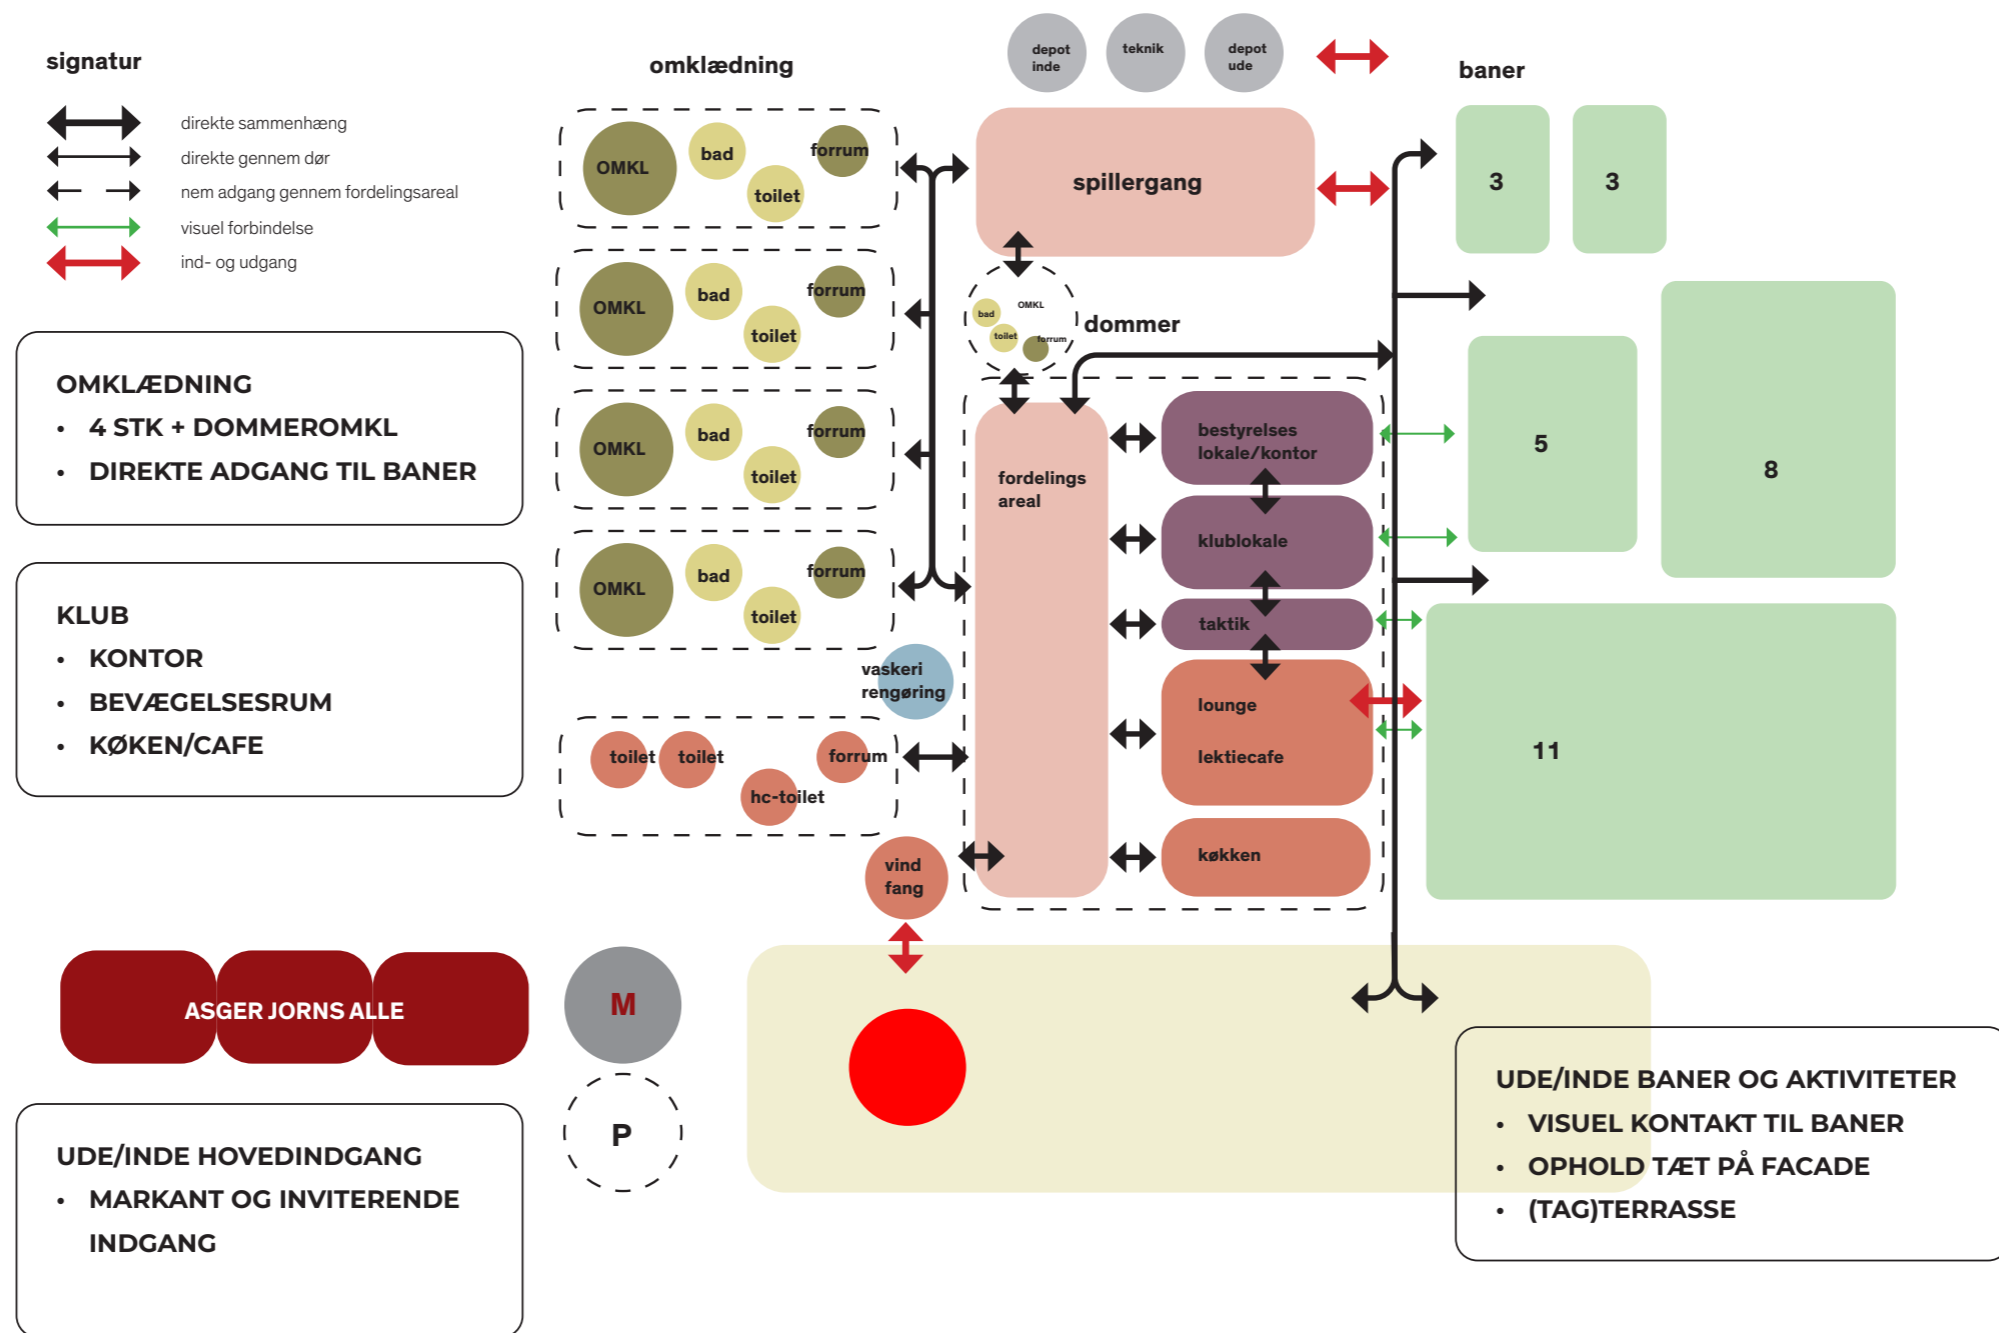 signatur
direkte sammenhæng
direkte gennem dør
nem adgang gennem fordelingsareal
visuel forbindelse
ind- og udgang
OMKLÆDNING
• 4 STK + DOMMEROMKL
• DIREKTE ADGANG TIL BANER
KLUB
• KONTOR
• BEVÆGELSESRUM
• KØKEN/CAFE
omklædning
OMKL
bad
toilet
forrum
OMKL
bad
toilet
forrum
OMKL
bad
toilet
forrum
OMKL
bad
toilet
forrum
vaskeri
rengøring
toilet
toilet
hc-toilet
forrum
vind
fang
depot
inde
teknik
depot
ude
spillergang
OMKL
bad
toilet
forrum
dommer
fordelings
areal
bestyrelses
lokale/kontor
klublokale
taktik
lounge
lektiecafe
køkken
baner
3
3
5
8
11
ASGER JORNS ALLE
M
P
UDE/INDE HOVEDINDGANG
• MARKANT OG INVITERENDE
INDGANG
UDE/INDE BANER OG AKTIVITETER
• VISUEL KONTAKT TIL BANER
• OPHOLD TÆT PÅ FACADE
• (TAG)TERRASSE